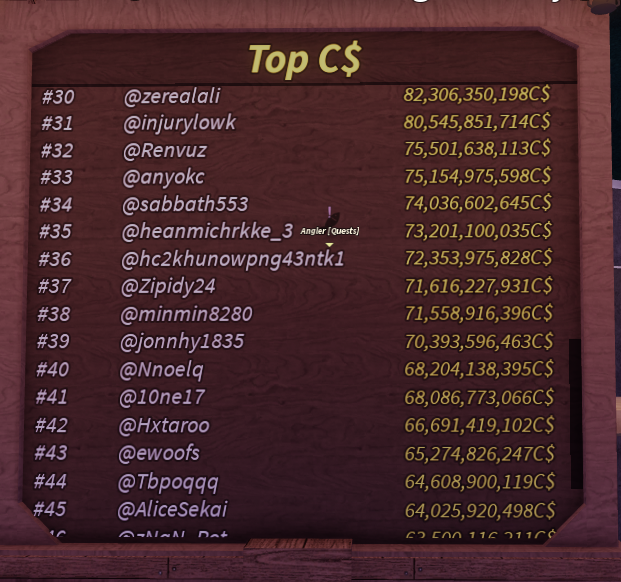 Top C$
#30 @zerealali 82,306,350,198C$
#31 @injurylowk 80,545,851,714C$
#32 @Renvuz 75,501,638,113C$
#33 @anyokc 75,154,975,598C$
#34 @sabbath553 74,036,602,645C$
#35 @heanmichrkke_3 73,201,100,035C$
Angler [Quests]
#36 @hc2khunowpng43ntk1 72,353,975,828C$
#37 @Zipidy24 71,616,227,931C$
#38 @minmin8280 71,558,916,396C$
#39 @jonnhy1835 70,393,596,463C$
#40 @Nnoelq 68,204,138,395C$
#41 @10ne17 68,086,773,066C$
#42 @Hxtaroo 66,691,419,102C$
#43 @ewoofs 65,274,826,247C$
#44 @Tbpoqqq 64,608,900,119C$
#45 @AliceSekai 64,025,920,498C$